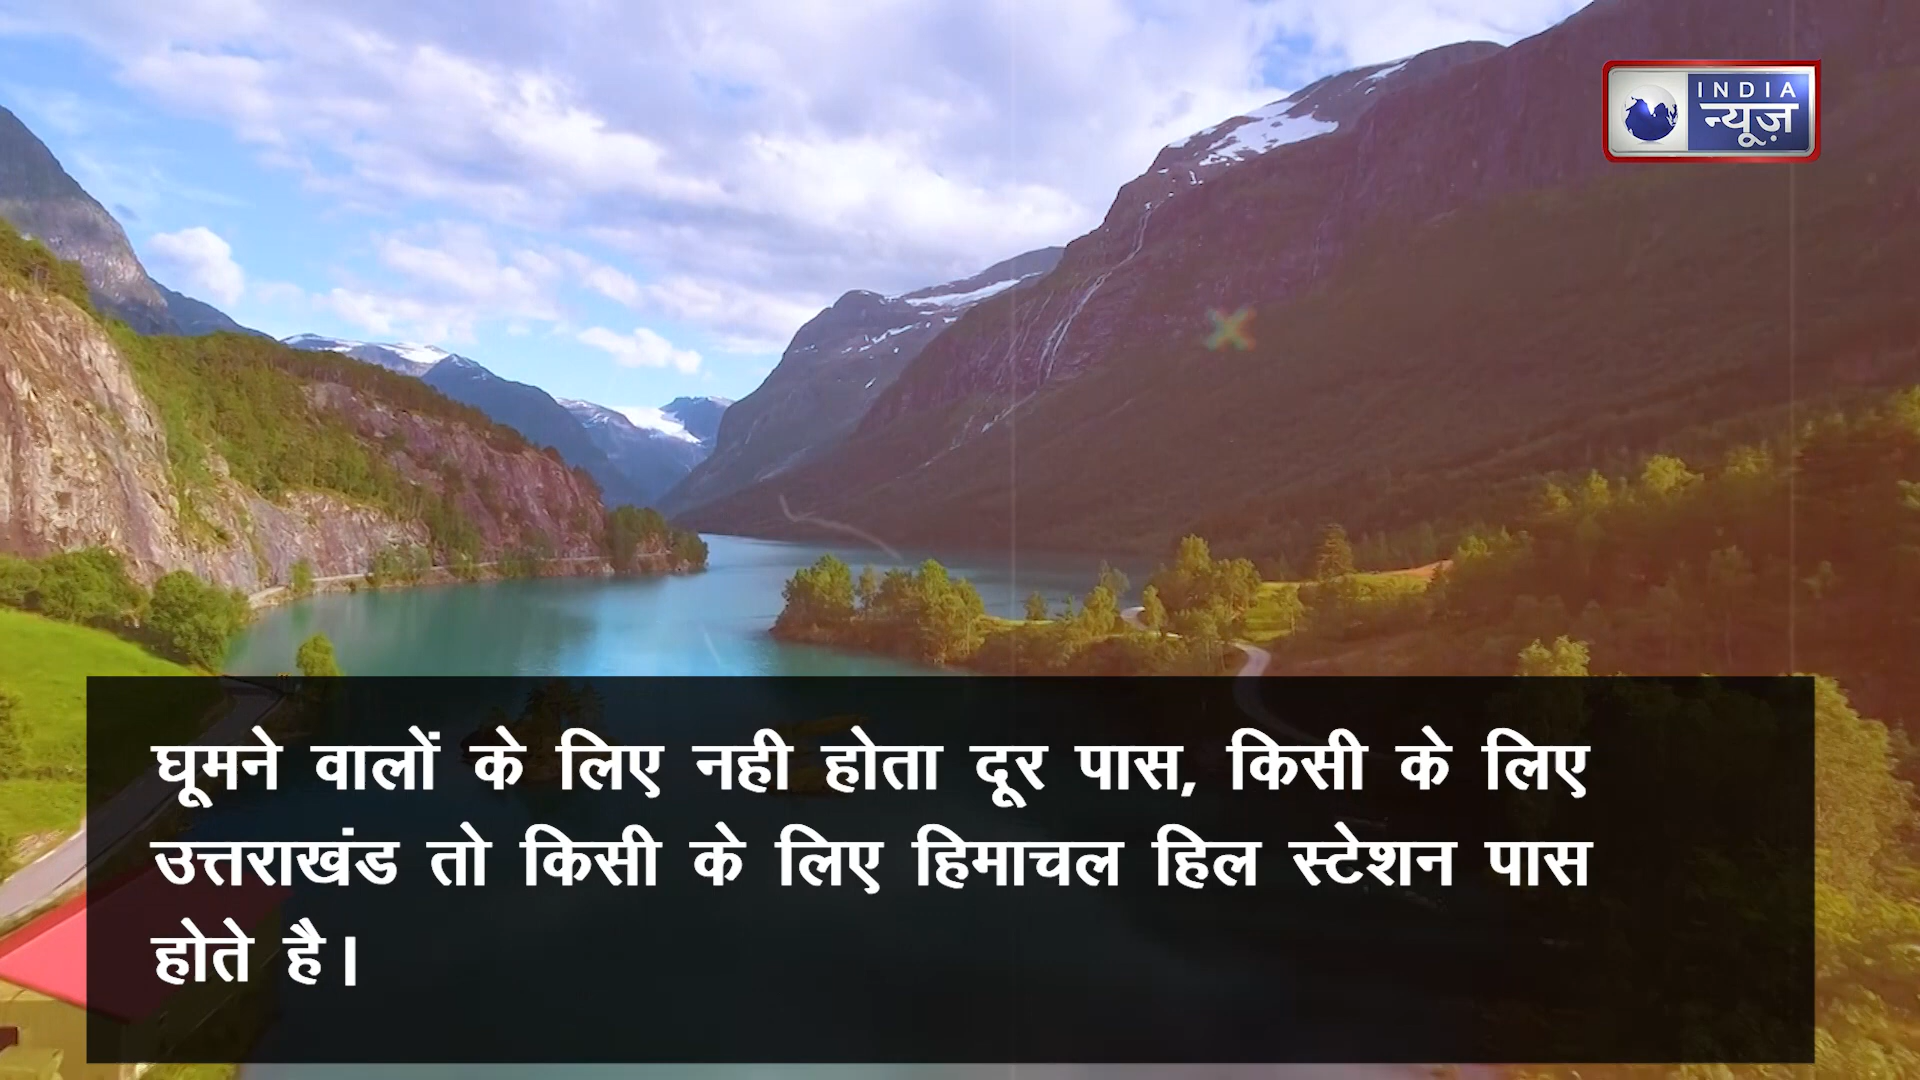 INDIA
न्यूज़
घूमने वालों के लिए नही होता दूर पास, किसी के लिए
उत्तराखंड तो किसी के लिए हिमाचल हिल स्टेशन पास
होते है।